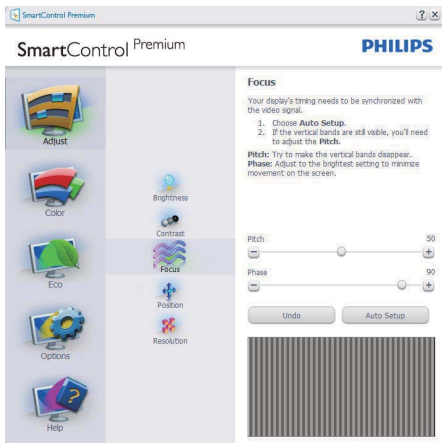 SmartControl Premium
? ×
SmartControl Premium
PHILIPS
Adjust
Color
Eco
Options
Help
Brightness
Contrast
Focus
Position
Resolution
Focus
Your display's timing needs to be synchronized with
the video signal.
1. Choose Auto Setup.
2. If the vertical bands are still visible, you'll need
to adjust the Pitch.
Pitch: Try to make the vertical bands disappear.
Phase: Adjust to the brightest setting to minimize
movement on the screen.
Pitch 50
Phase 90
Undo Auto Setup